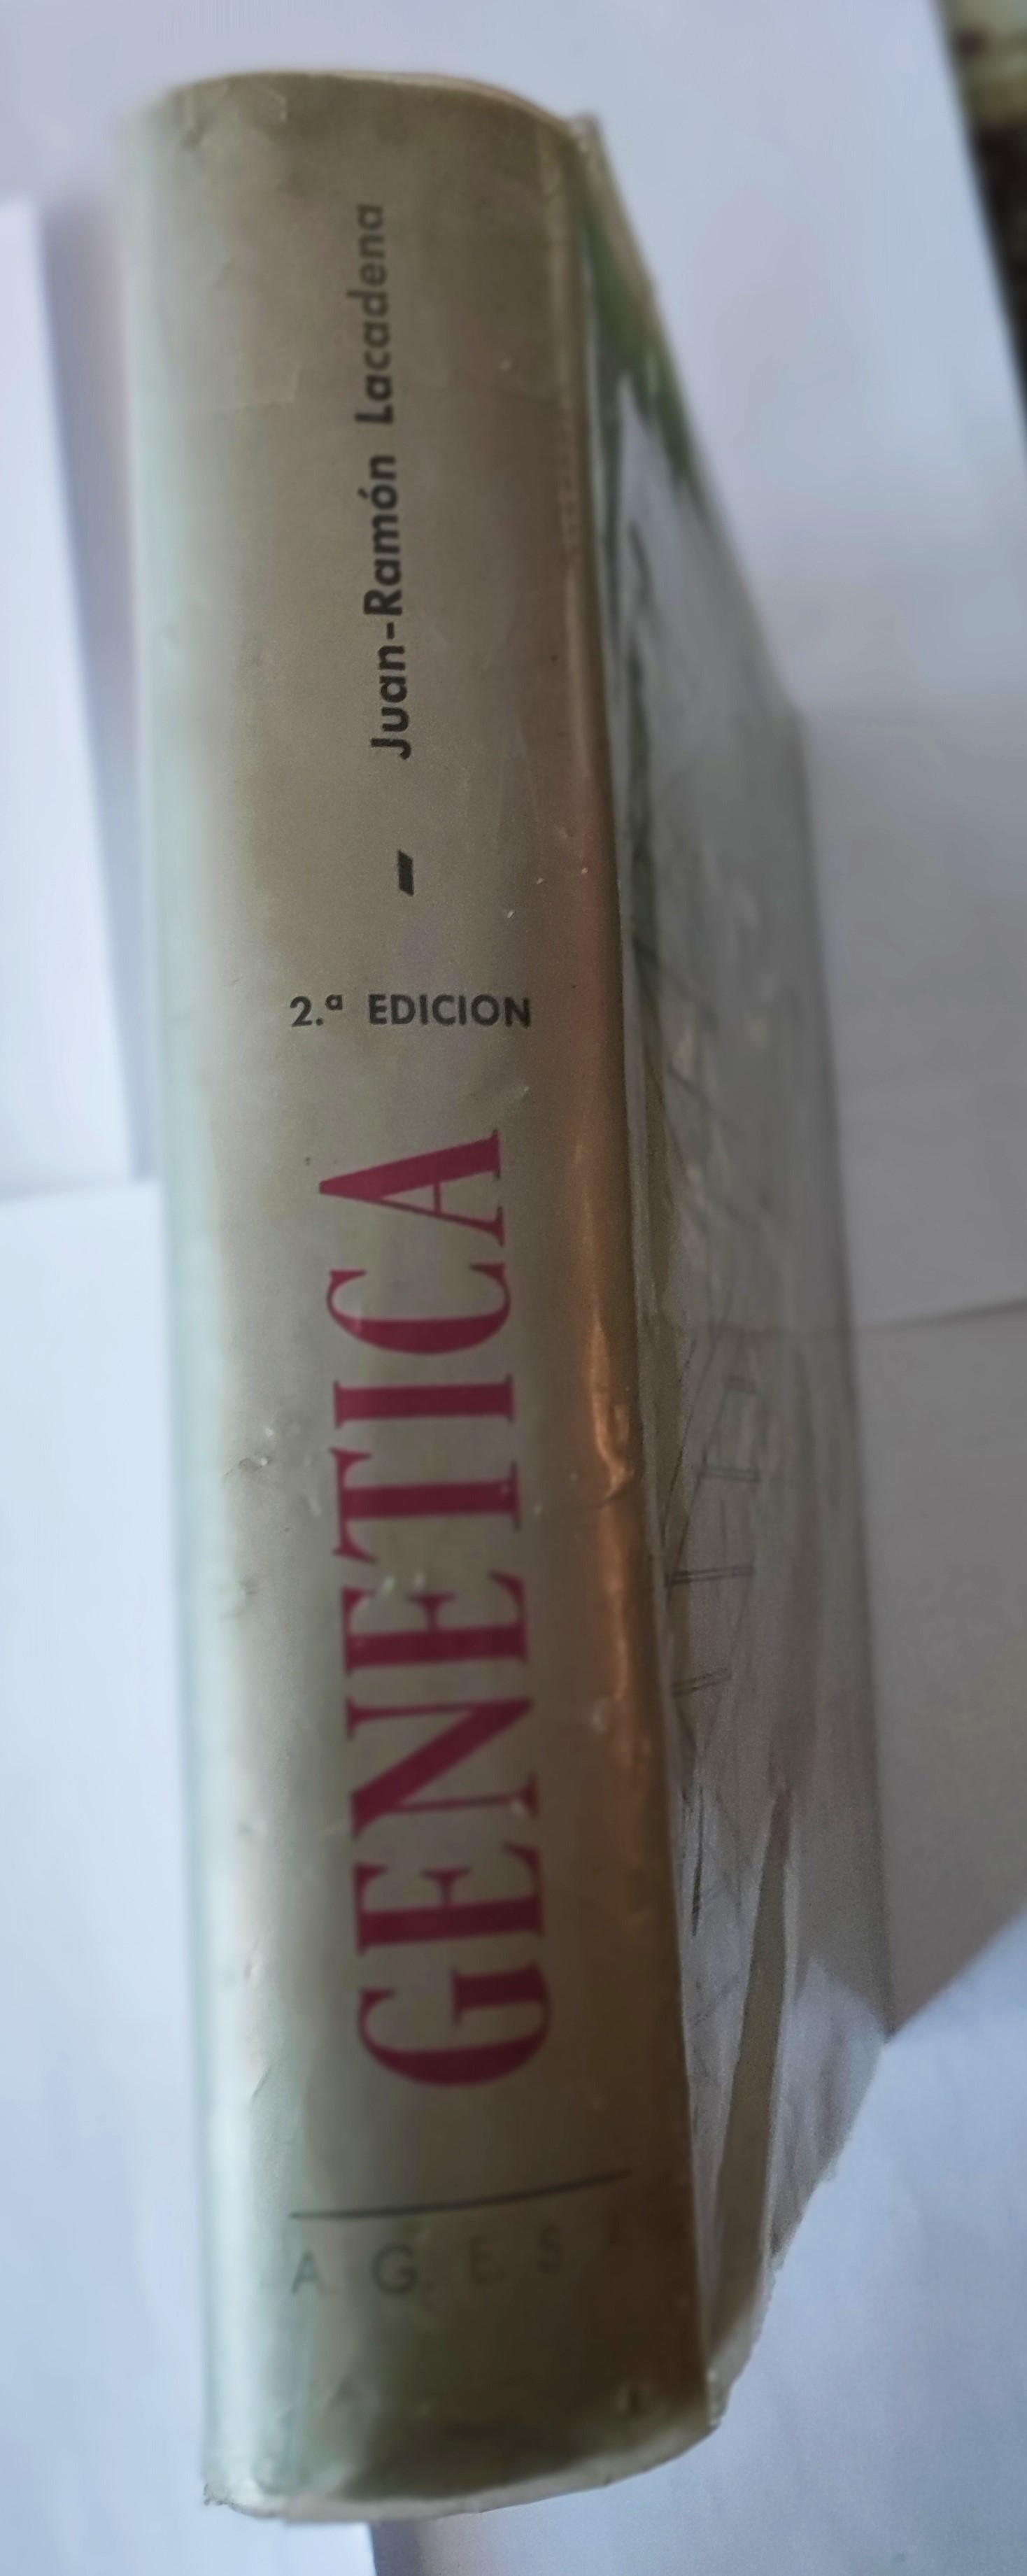 Juan-Ramón Lacadena
2.ª EDICION
GENETICA
A. G. E. S. A.